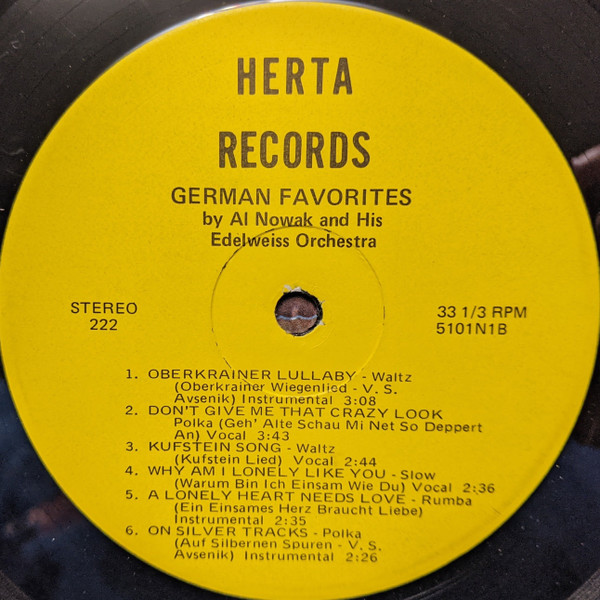 HERTA
RECORDS
GERMAN FAVORITES
by Al Nowak and His
Edelweiss Orchestra
STEREO
222
33 1/3 RPM
5101N1B
1. OBERKRAINER LULLABY - Waltz
(Oberkrainer Wiegenlied - V. S.
Avsenik) Instrumental 3:08
2. DON'T GIVE ME THAT CRAZY LOOK
Polka (Geh' Alte Schau Mi Net So Deppert
An) Vocal 3:43
3. KUFSTEIN SONG - Waltz
(Kufstein Lied) Vocal 2:44
4. WHY AM I LONELY LIKE YOU - Slow
(Warum Bin Ich Einsam Wie Du) Vocal 2:36
5. A LONELY HEART NEEDS LOVE - Rumba
(Ein Einsames Herz Braucht Liebe)
Instrumental 2:35
6. ON SILVER TRACKS - Polka
(Auf Silbernen Spuren - V. S.
Avsenik) Instrumental 2:26